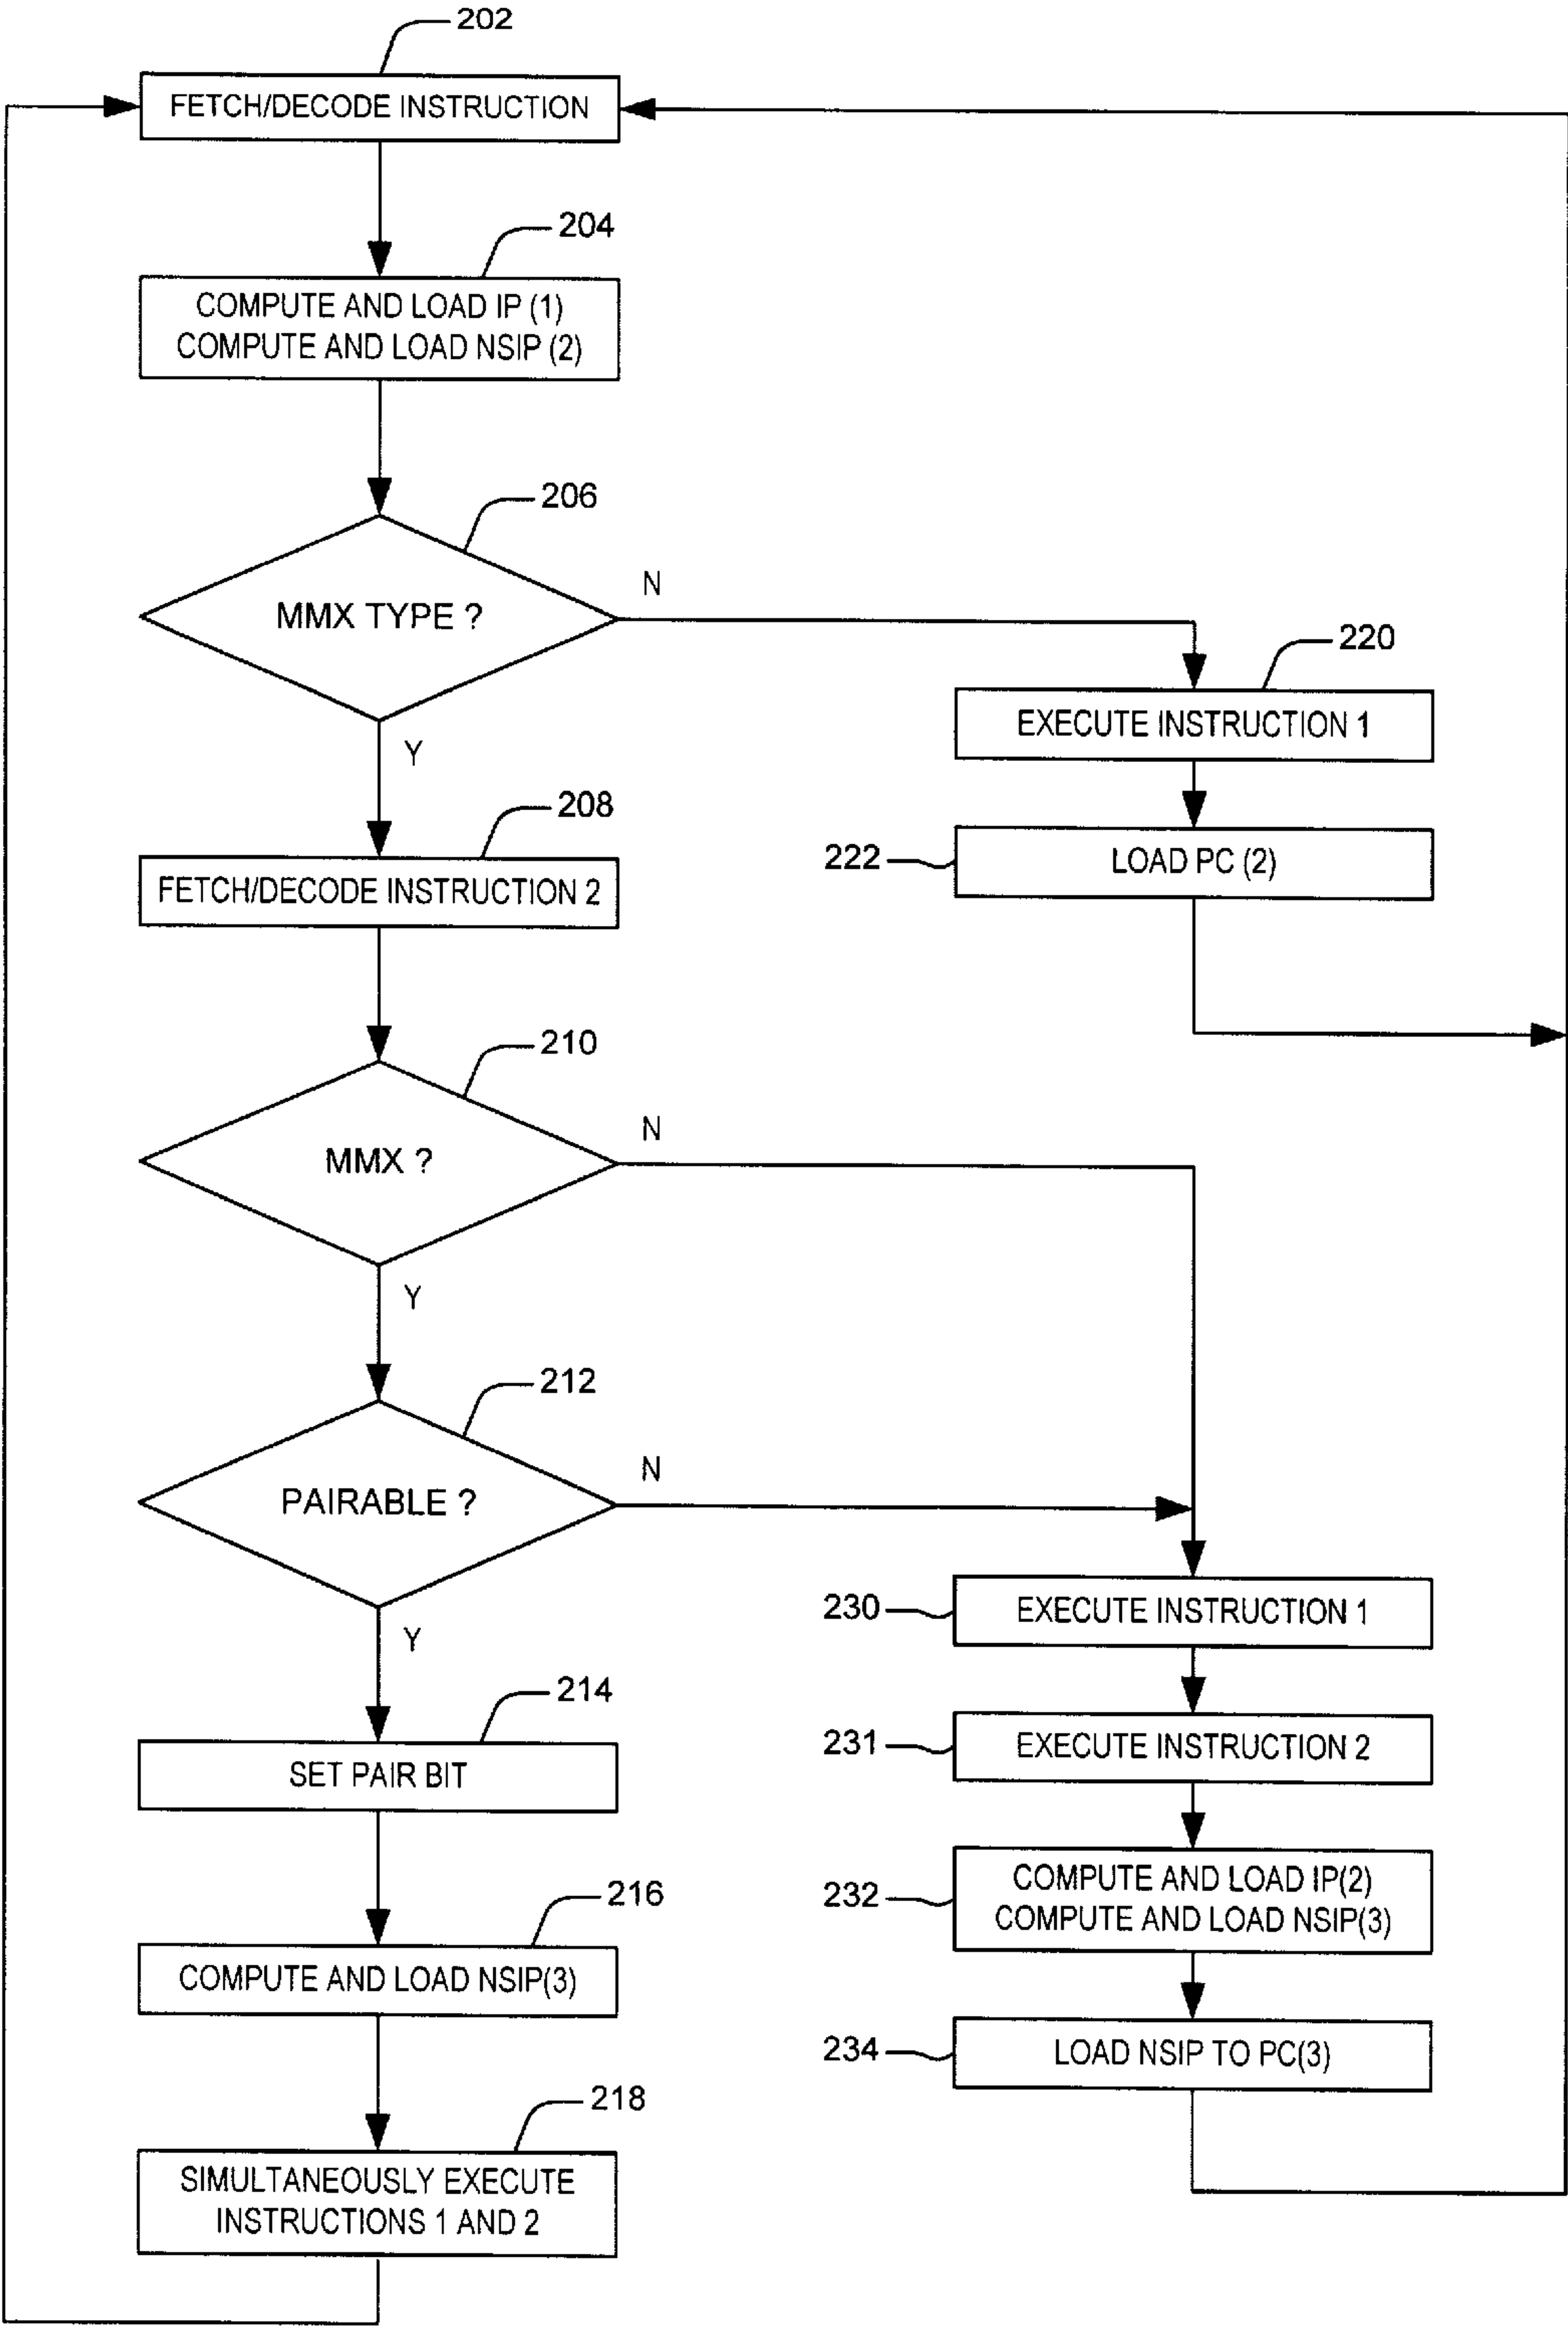 202
FETCH/DECODE INSTRUCTION
204
COMPUTE AND LOAD IP (1)
COMPUTE AND LOAD NSIP (2)
206
MMX TYPE ?
N
Y
220
EXECUTE INSTRUCTION 1
222
LOAD PC (2)
208
FETCH/DECODE INSTRUCTION 2
210
MMX ?
N
Y
212
PAIRABLE ?
N
Y
214
SET PAIR BIT
216
COMPUTE AND LOAD NSIP(3)
218
SIMULTANEOUSLY EXECUTE
INSTRUCTIONS 1 AND 2
230
EXECUTE INSTRUCTION 1
231
EXECUTE INSTRUCTION 2
232
COMPUTE AND LOAD IP(2)
COMPUTE AND LOAD NSIP(3)
234
LOAD NSIP TO PC(3)